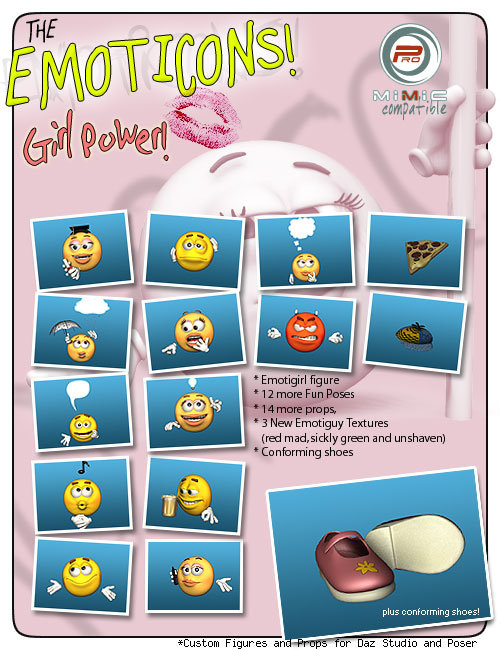 THE
EMOTICONS!
Girl Power!
PRO
MiMiC
compatible
* Emotigirl figure
* 12 more Fun Poses
* 14 more props,
* 3 New Emotiguy Textures
(red mad,sickly green and unshaven)
* Conforming shoes
plus conforming shoes!
*Custom Figures and Props for Daz Studio and Poser